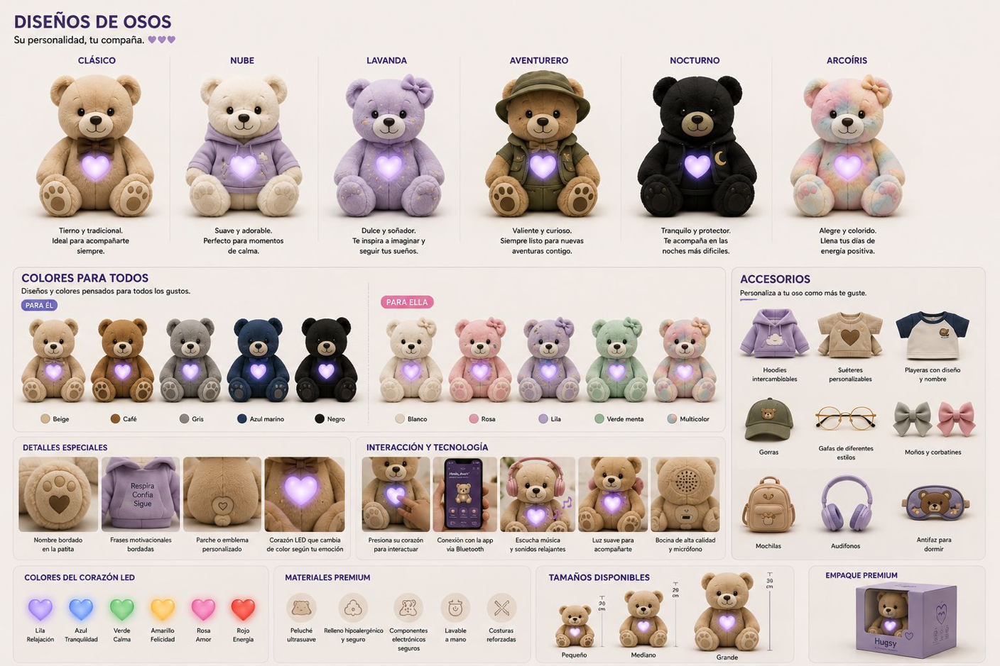 DISEÑOS DE OSOS
Su personalidad, tu compaña.
CLÁSICO
Tierno y tradicional.
Ideal para acompañarte
siempre.
NUBE
Suave y adorable.
Perfecto para momentos
de calma.
LAVANDA
Dulce y soñador.
Te inspira a imaginar y
seguir tus sueños.
AVENTURERO
Valiente y curioso.
Siempre listo para nuevas
aventuras contigo.
NOCTURNO
Tranquilo y protector.
Te acompaña en las
noches más difíciles.
ARCOÍRIS
Alegre y colorido.
Llena tus días de
energía positiva.
COLORES PARA TODOS
Diseños y colores pensados para todos los gustos.
PARA ÉL
Beige
Café
Gris
Azul marino
Negro
PARA ELLA
Blanco
Rosa
Lila
Verde menta
Multicolor
ACCESORIOS
Personaliza a tu oso como más te guste.
Hoodies
intercambiables
Suéteres
personalizables
Playeras con diseño
y nombre
Gorras
Gafas de diferentes
estilos
Moños y corbatines
Mochilas
Audífonos
Antifaz para
dormir
DETALLES ESPECIALES
Nombre bordado
en la patita
Respira
Confia
Sigue
Frases motivacionales
bordadas
Parche o emblema
personalizado
Corazón LED que cambia
de color según tu emoción
INTERACCIÓN Y TECNOLOGÍA
Presiona su corazón
para interactuar
Conexión con la app
vía Bluetooth
Escucha música
y sonidos relajantes
Luz suave para
acompañarte
Bocina de alta calidad
y micrófono
COLORES DEL CORAZÓN LED
Lila
Relajación
Azul
Tranquilidad
Verde
Calma
Amarillo
Felicidad
Rosa
Amor
Rojo
Energía
MATERIALES PREMIUM
Peluché
ultrasuave
Relleno hipoalergénico
y seguro
Componentes
electrónicos
seguros
Lavable
a mano
Costuras
reforzadas
TAMAÑOS DISPONIBLES
cm
Pequeño
cm
Mediano
cm
Grande
EMPAQUE PREMIUM
Hugsy